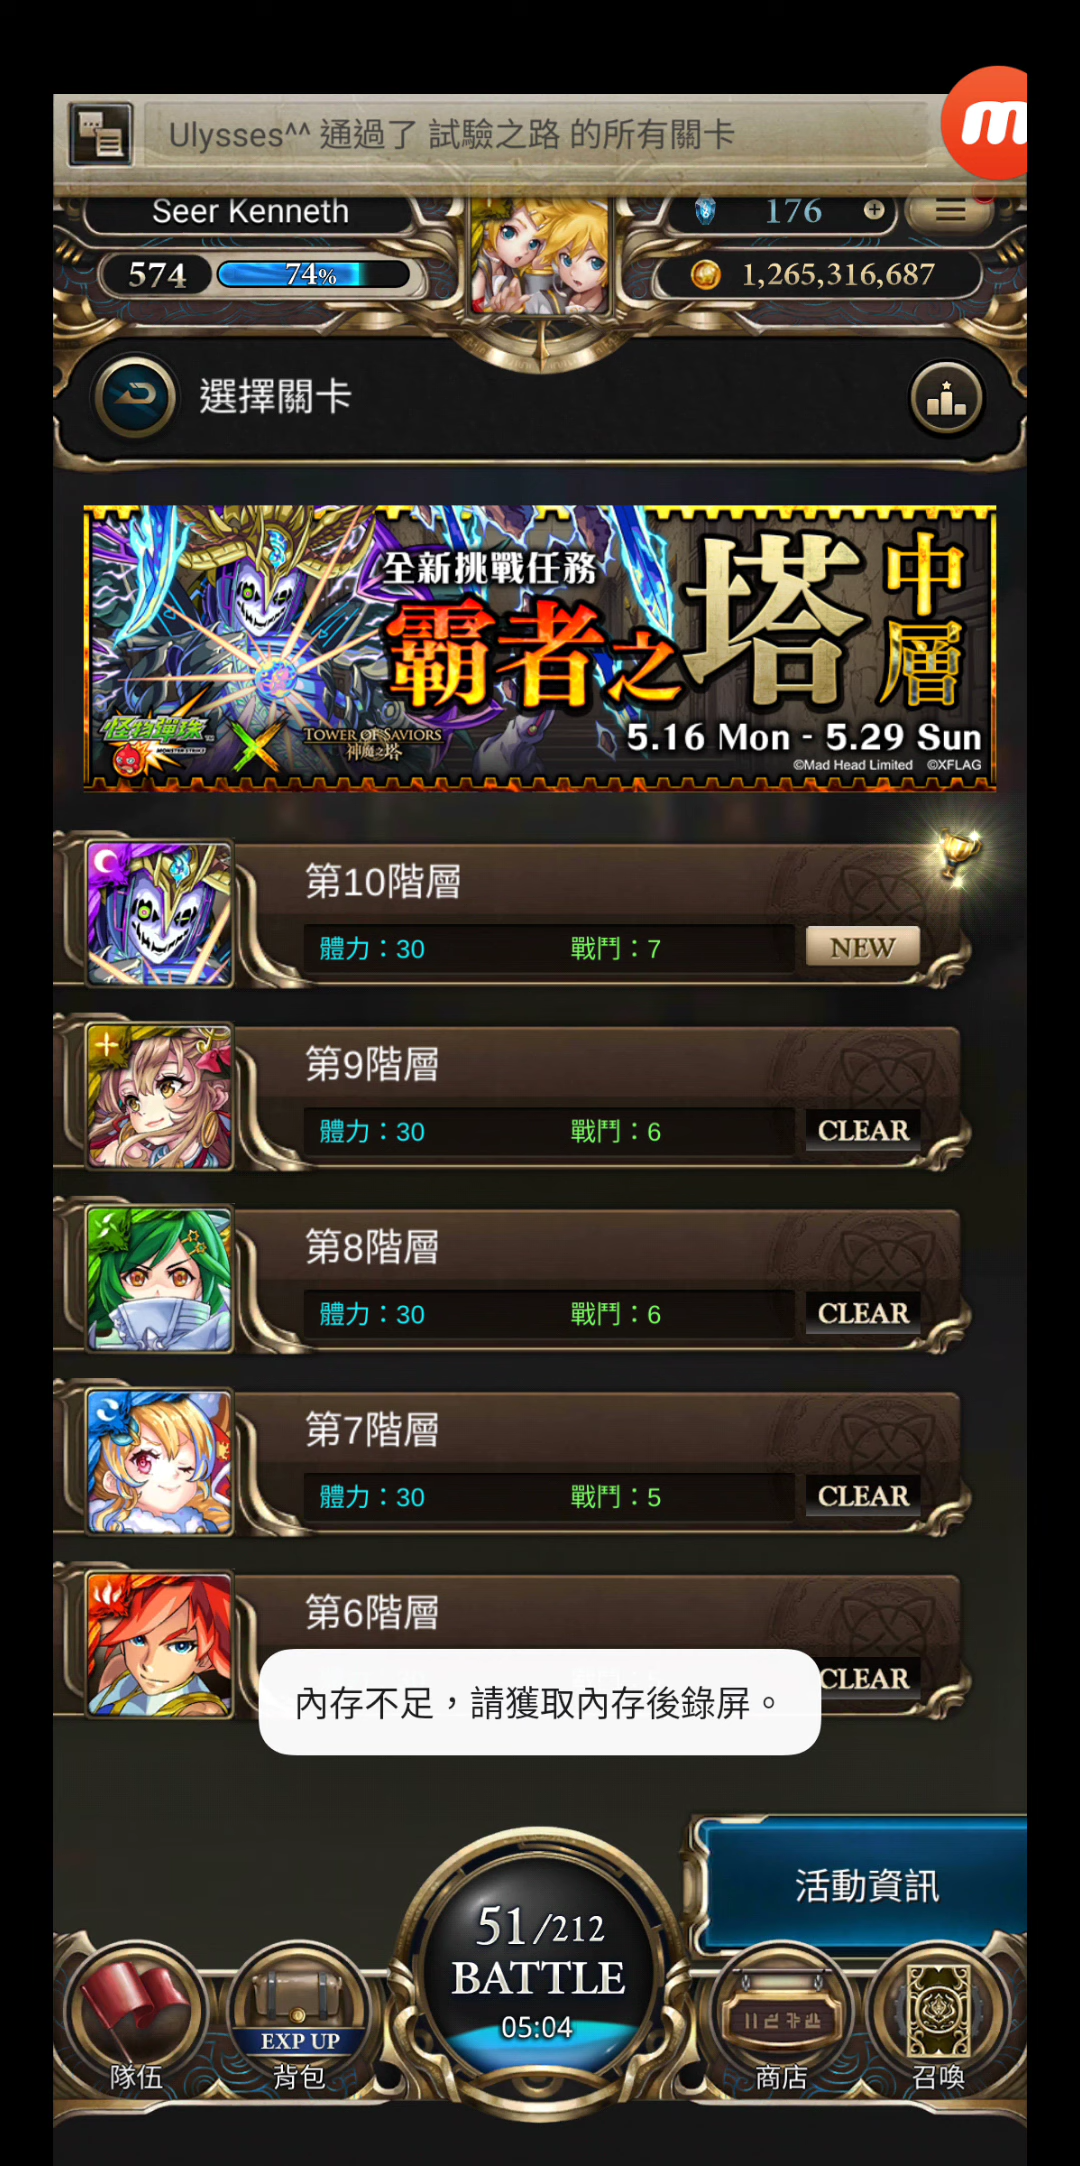 Ulysses^^ 通過了 試驗之路 的所有關卡
Seer Kenneth
176
574
74%
1,265,316,687
選擇關卡
全新挑戰任務
霸者之塔
中層
怪物彈珠
MONSTER STRIKE
TOWER OF SAVIORS
神魔之塔
5.16 Mon - 5.29 Sun
©Mad Head Limited ©XFLAG
第10階層
體力:30 戰鬥:7 NEW
第9階層
體力:30 戰鬥:6 CLEAR
第8階層
體力:30 戰鬥:6 CLEAR
第7階層
體力:30 戰鬥:5 CLEAR
第6階層
CLEAR
內存不足,請獲取內存後錄屏。
活動資訊
51/212
BATTLE
05:04
EXP UP
隊伍 背包 商店 召喚